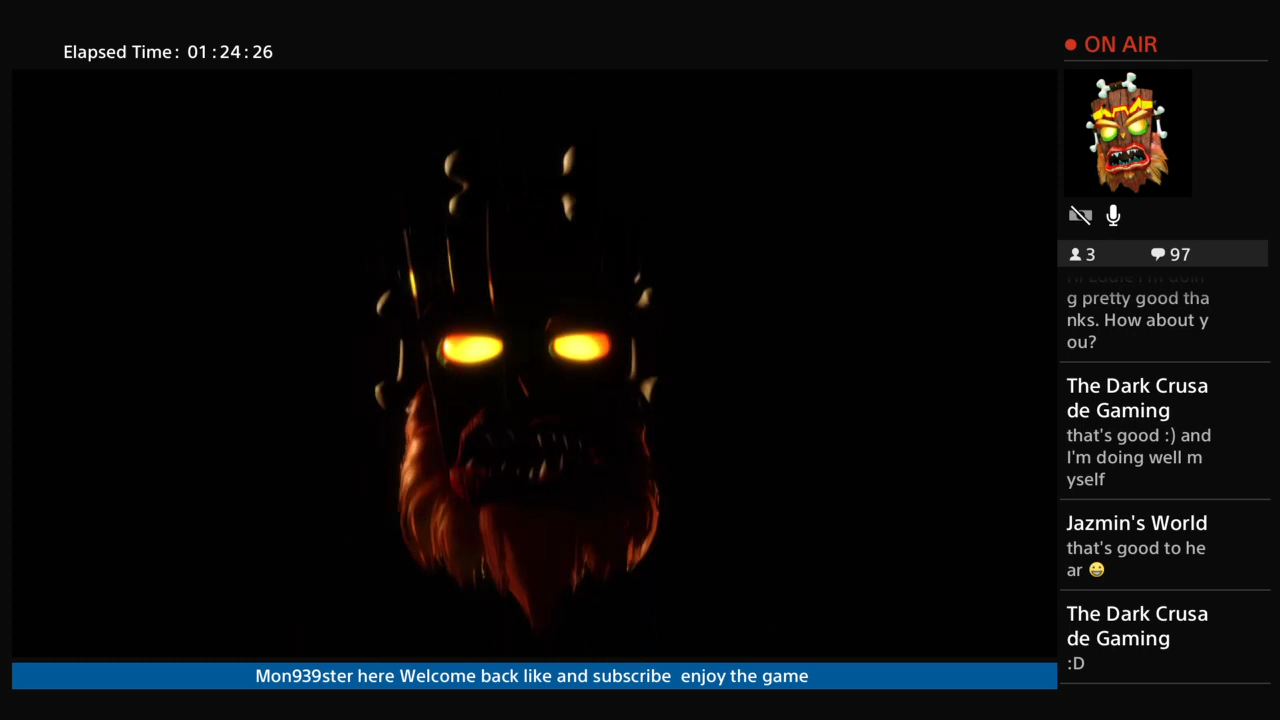 Elapsed Time: 01:24:26
ON AIR
3
97
g pretty good tha
nks. How about y
ou?
The Dark Crusa
de Gaming
that's good :) and
I'm doing well m
yself
Jazmin's World
that's good to he
ar 😀
The Dark Crusa
de Gaming
:D
Mon939ster here Welcome back like and subscribe enjoy the game